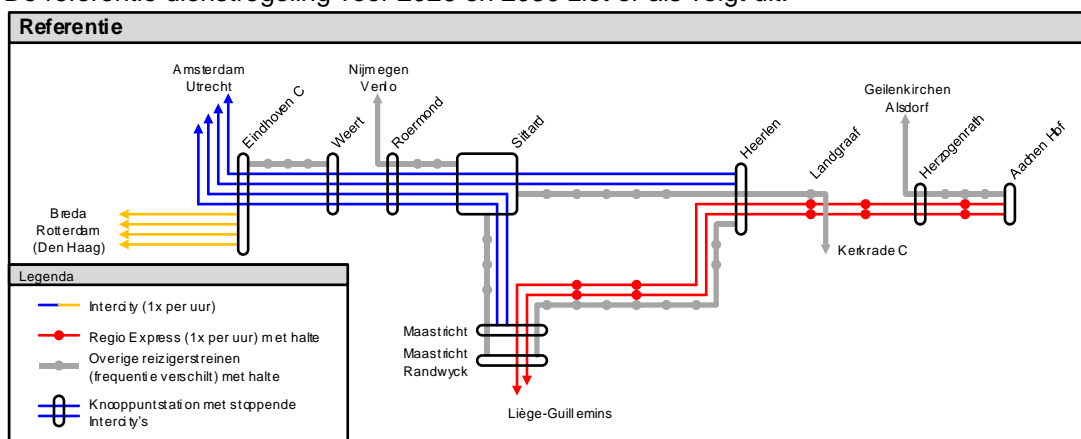 De referentie dienstregeling voor en ziet er als volgt uit:
Referentie
Amsterdam
Utrecht
Eindhoven C
Weert
Nijmegen
Venlo
Roermond
Sittard
Heerlen
Landgraaf
Geilenkirchen
Alsdorf
Herzogenrath
Aachen Hbf
Breda
Rotterdam
(Den Haag)
Kerkrade C
Maastricht
Maastricht
Randwyck
Liège-Guillemins
Legenda
Intercity (1x per uur)
Regio Express (1x per uur) met halte
Overige reizigerstreinen
(frequentie verschilt) met halte
Knooppuntstation met stoppende
Intercity's